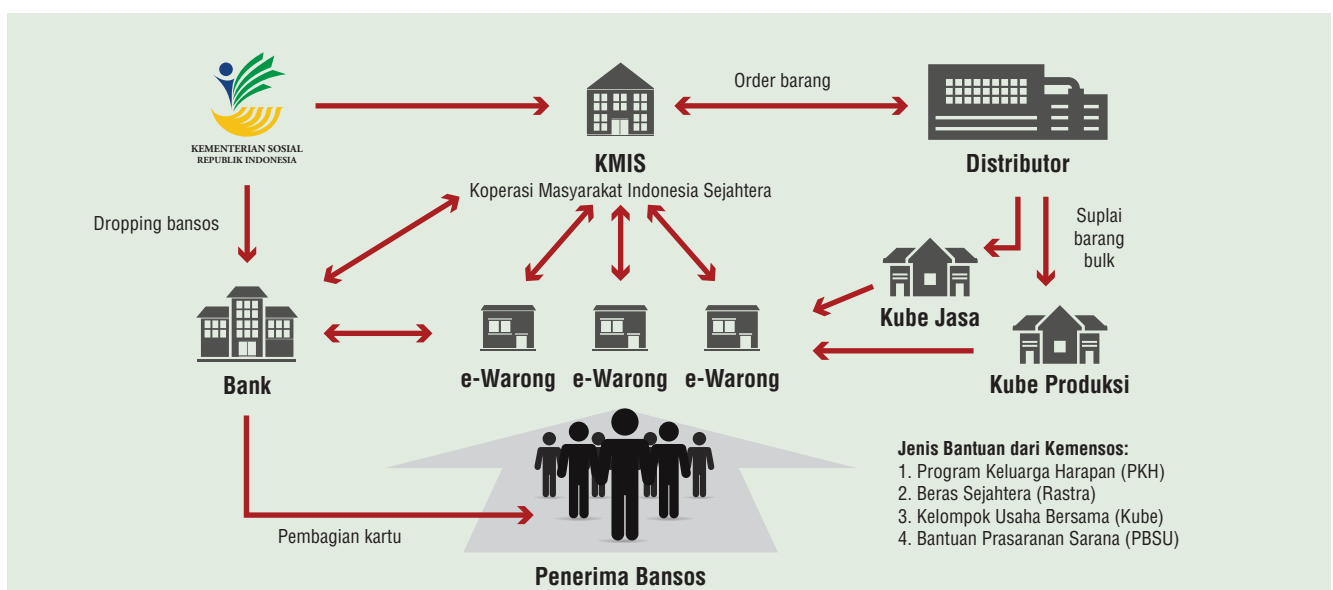 KEMENTERIAN SOSIAL
REPUBLIK INDONESIA
Order barang
KMIS
Koperasi Masyarakat Indonesia Sejahtera
Distributor
Dropping bansos
Suplai
barang
bulk
Kube Jasa
Kube Produksi
Bank
e-Warong
e-Warong
e-Warong
Jenis Bantuan dari Kemensos:
1. Program Keluarga Harapan (PKH)
2. Beras Sejahtera (Rastra)
3. Kelompok Usaha Bersama (Kube)
4. Bantuan Prasaranan Sarana (PBSU)
Pembagian kartu
Penerima Bansos